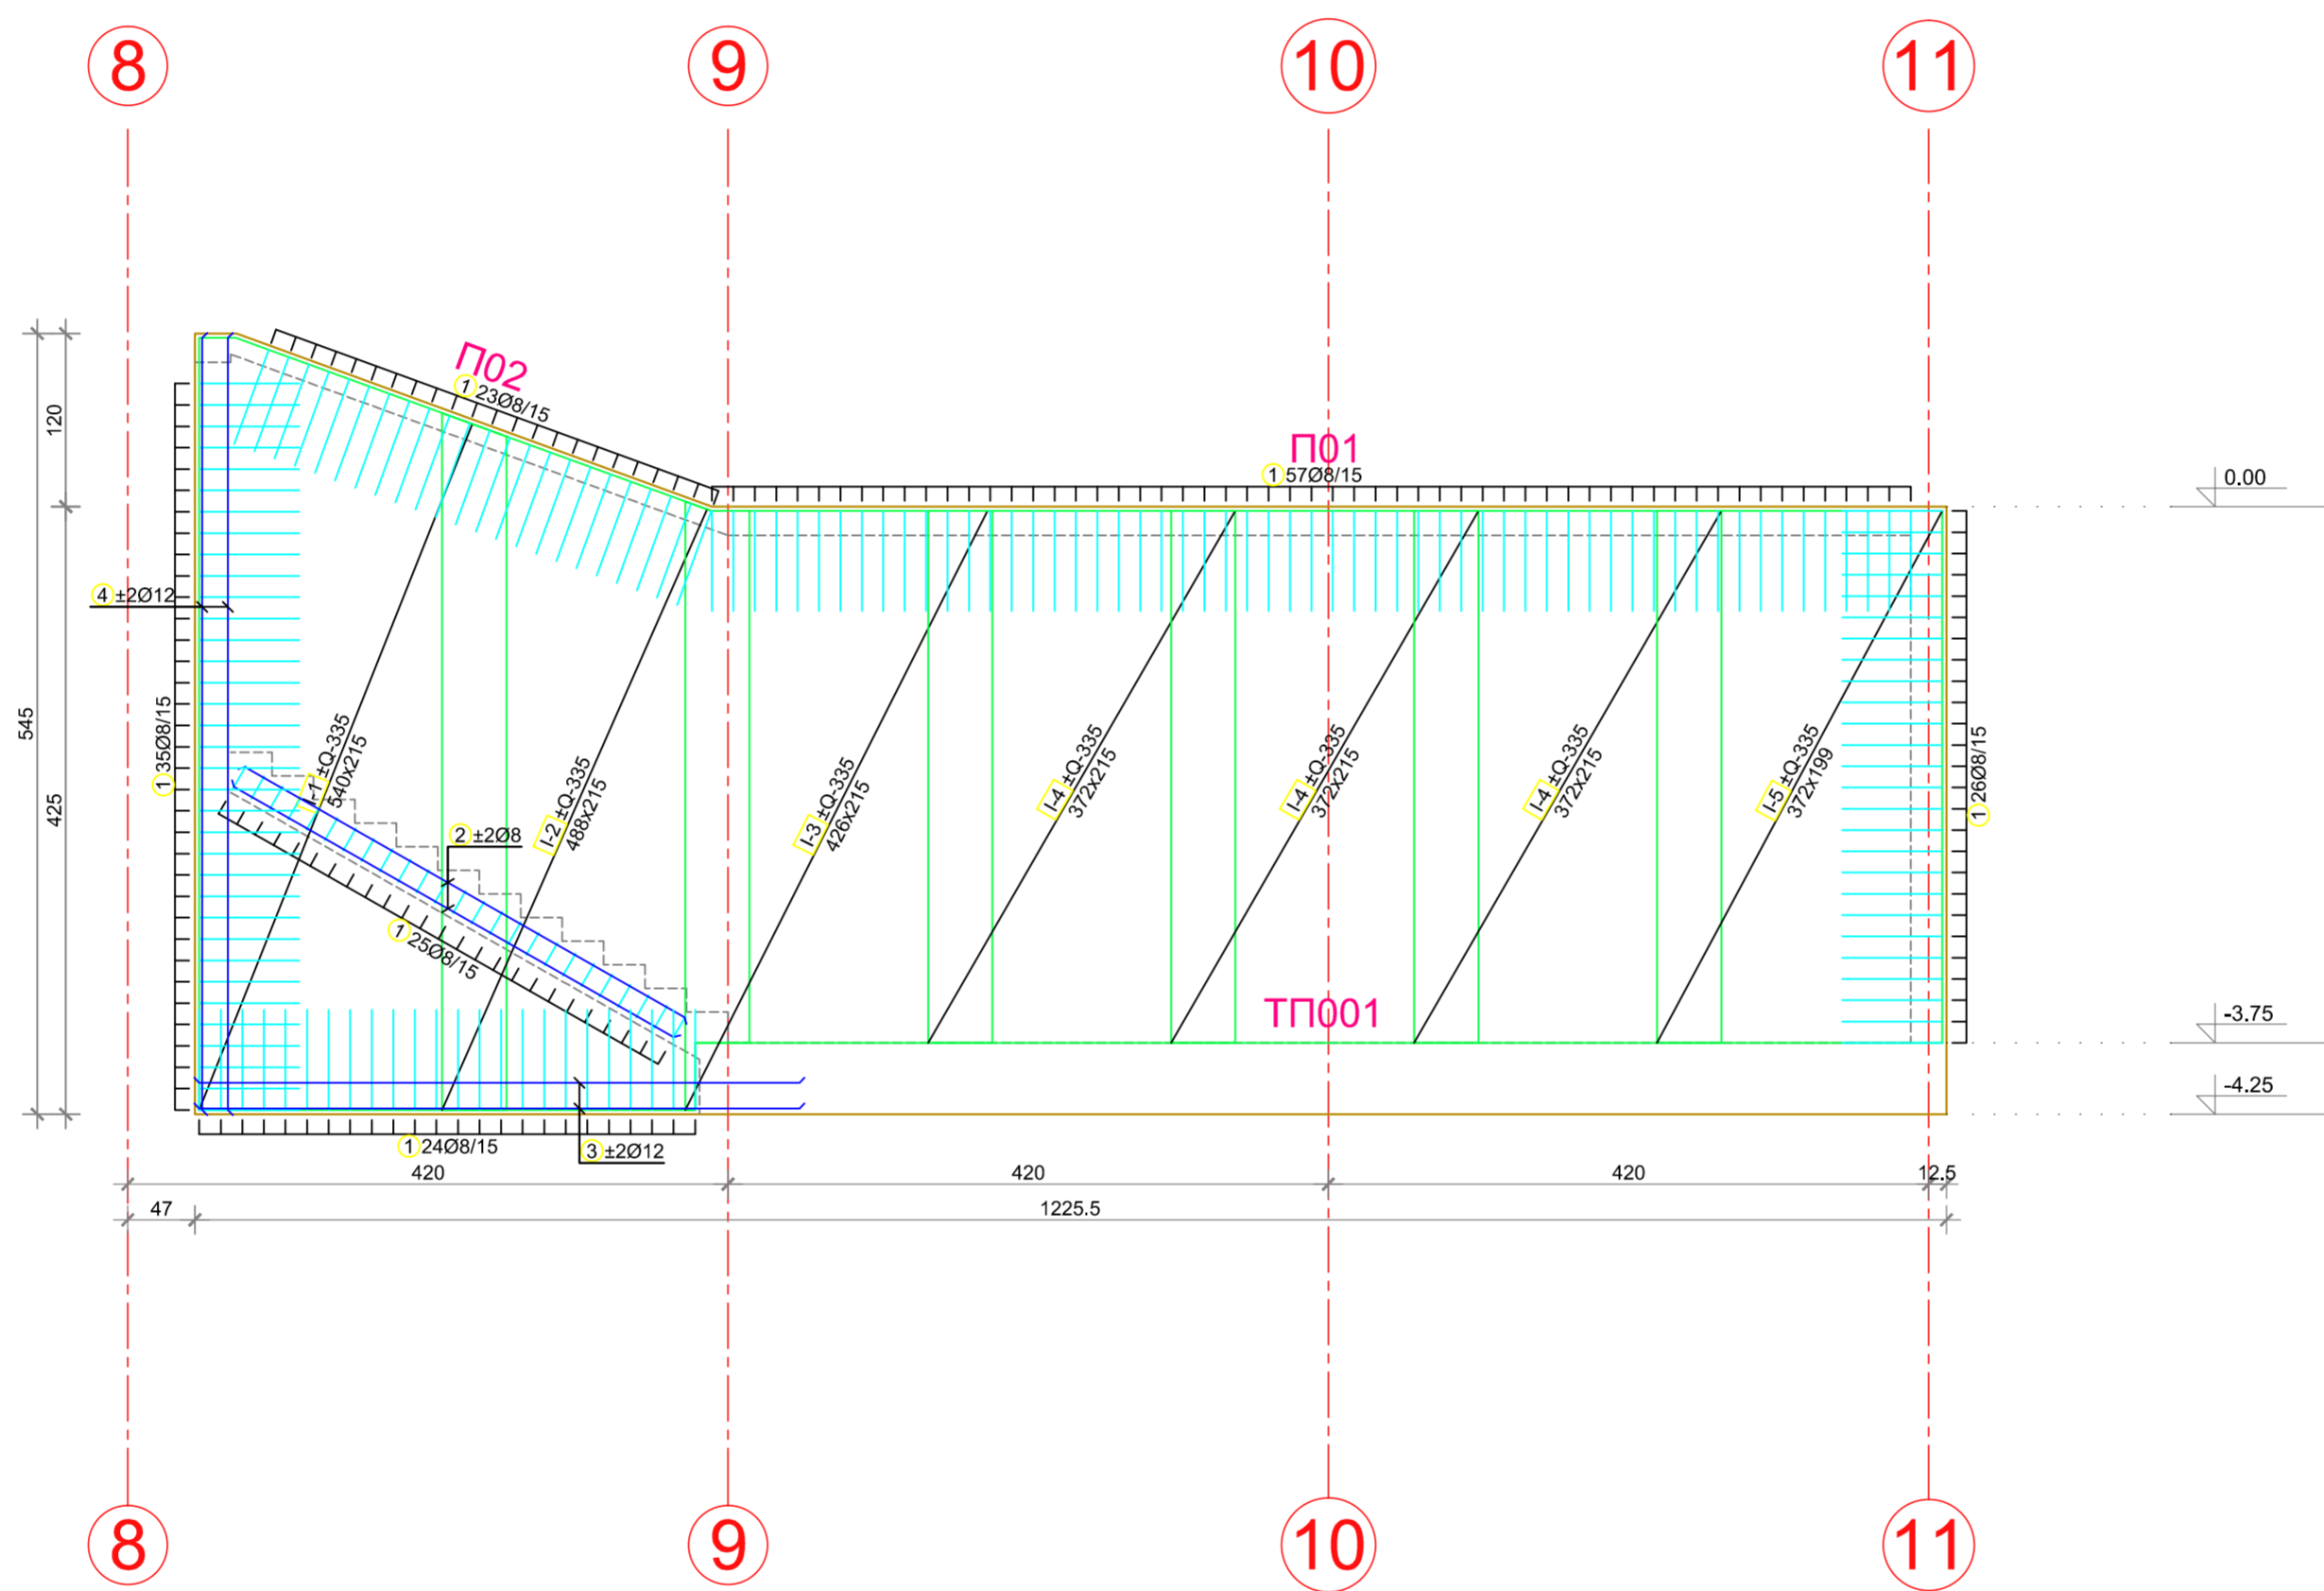 8
9
10
11
П02
1 23Ø8/15
П01
1 57Ø8/15
0.00
120
545
425
4 ±2Ø12
1 35Ø8/15
I-1 ±Q-335
540x215
I-2 ±Q-335
488x215
I-3 ±Q-335
426x215
I-4 ±Q-335
372x215
I-4 ±Q-335
372x215
I-4 ±Q-335
372x215
I-5 ±Q-335
372x199
1 26Ø8/15
2 ±2Ø8
1 25Ø8/15
ТП001
-3.75
-4.25
1 24Ø8/15
3 ±2Ø12
420
420
420
12.5
47
1225.5
8
9
10
11